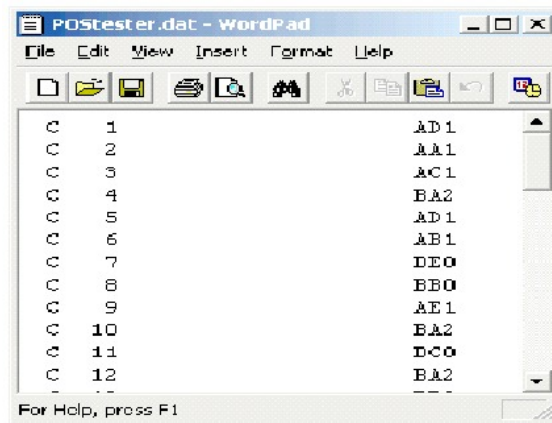 POStester.dat - WordPad
File Edit View Insert Format Help
C 1 AD1
C 2 AA1
C 3 AC1
C 4 BA2
C 5 AD1
C 6 AB1
C 7 DE0
C 8 BB0
C 9 AE1
C 10 BA2
C 11 DC0
C 12 BA2
For Help, press F1